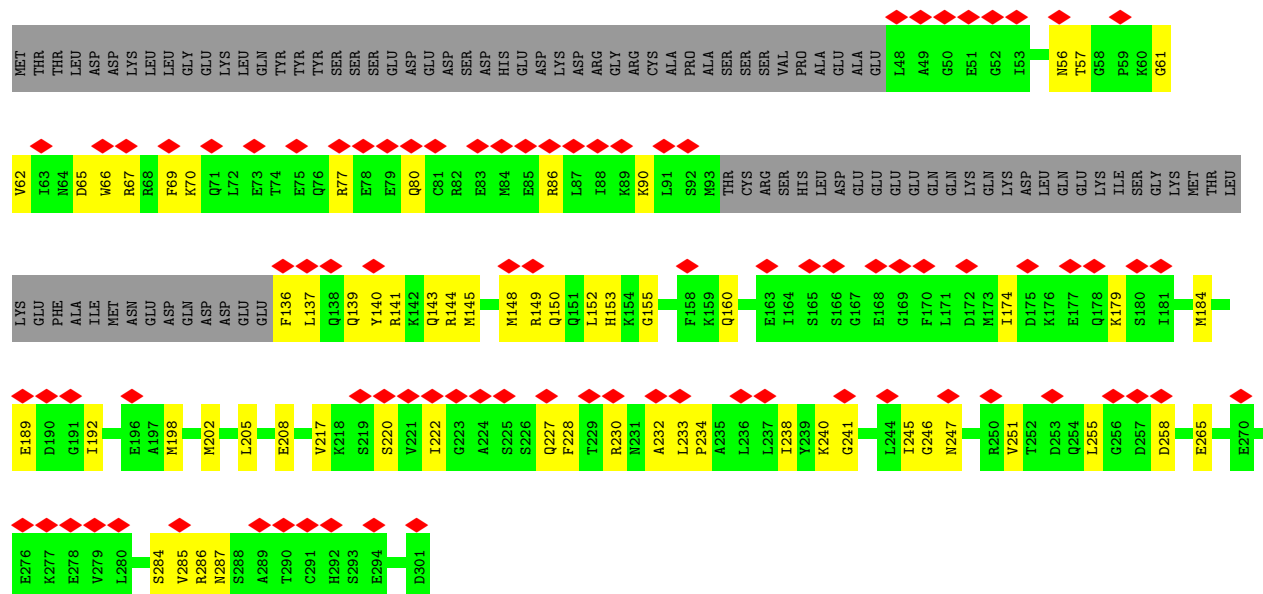 MET THR THR LEU ASP ASP LYS LEU LEU GLY GLU LYS LEU GLN TYR TYR TYR SER SER SER GLU ASP GLU ASP SER ASP HIS GLU ASP LYS ASP ARG GLY ARG CYS ALA PRO ALA SER SER SER VAL PRO ALA GLU ALA GLU L48 A49 G50 E51 G52 I53 N56 T57 G58 P59 K60 G61
V62 I63 N64 D65 W66 R67 R68 F69 K70 Q71 L72 E73 T74 E75 Q76 R77 E78 E79 Q80 C81 R82 E83 M84 E85 R86 L87 I88 K89 K90 L91 S92 M93 THR CYS ARG SER HIS LEU ASP GLU GLU GLU GLU GLN GLN LYS GLN LYS ASP LEU GLN GLU LYS ILE SER GLY LYS MET THR LEU
LYS GLU PHE ALA ILE MET ASN GLU ASP GLN ASP ASP GLU GLU F136 L137 Q138 Q139 Y140 R141 K142 Q143 R144 M145 M148 R149 Q150 Q151 L152 H153 K154 G155 F158 K159 Q160 E163 I164 S165 S166 G167 E168 G169 F170 L171 D172 M173 I174 D175 K176 E177 Q178 K179 S180 I181 M184
E189 D190 G191 I192 E196 A197 M198 M202 L205 E208 V217 K218 S219 S220 V221 I222 G223 A224 S225 S226 Q227 F228 T229 R230 N231 A232 L233 P234 A235 L236 L237 I238 Y239 K240 G241 L244 I245 G246 N247 R250 V251 T252 D253 Q254 L255 G256 D257 D258 E265 E270
E276 K277 E278 V279 L280 S284 V285 R286 N287 S288 A289 T290 C291 H292 S293 E294 D301